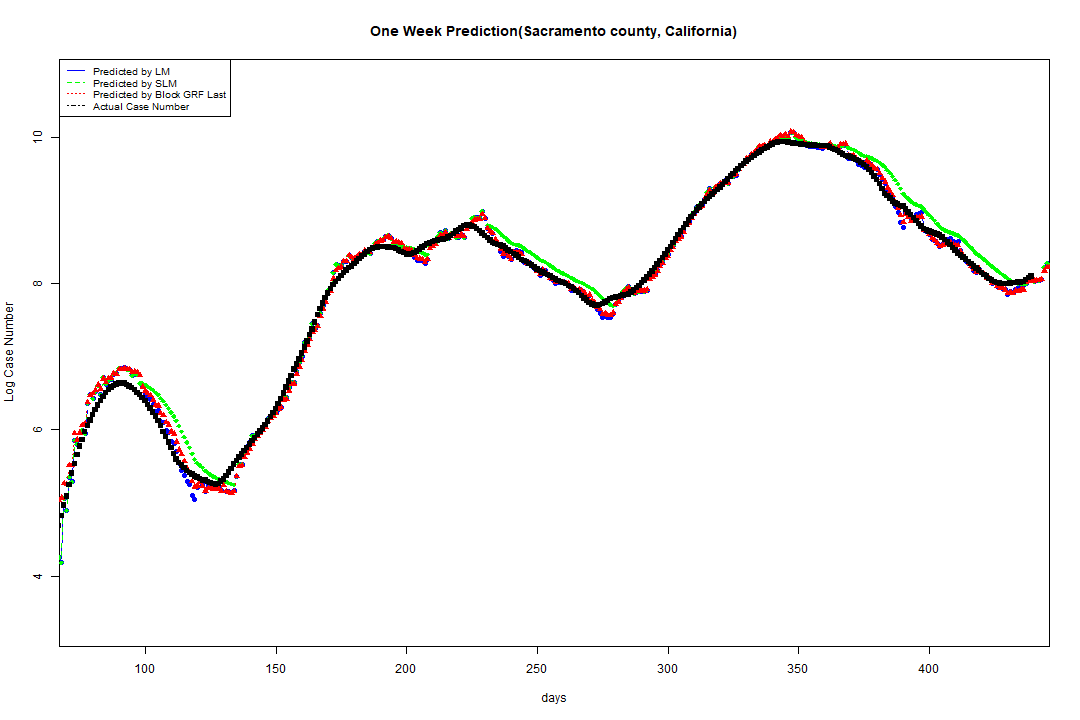 One Week Prediction(Sacramento county, California)
Predicted by LM
Predicted by SLM
Predicted by Block GRF Last
Actual Case Number
10
8
6
4
Log Case Number
100 150 200 250 300 350 400
days